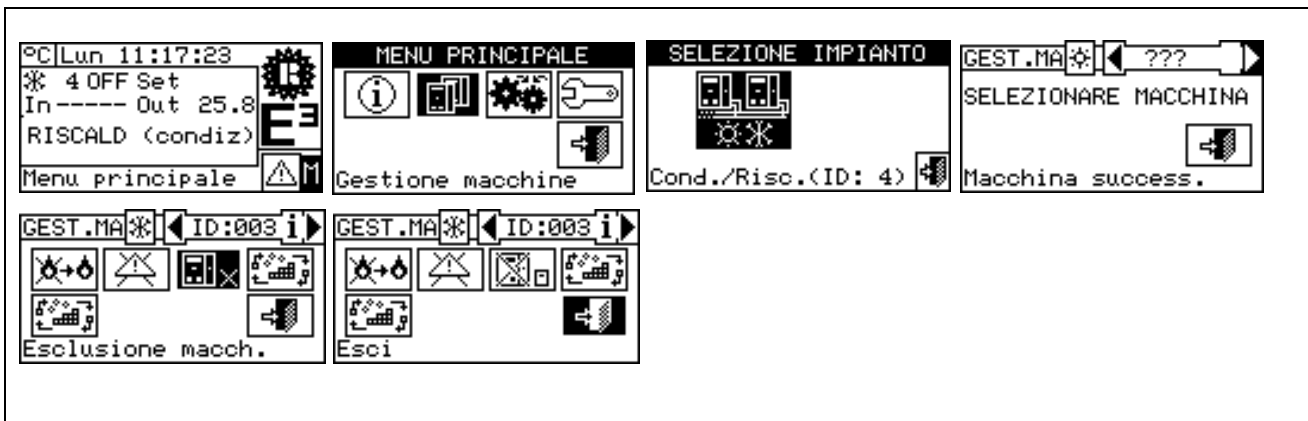 ºC Lun 11:17:23
4 OFF Set
In ----- Out 25.8
RISCALD (condiz)
E³
Menu principale M
MENU PRINCIPALE
Gestione macchine
SELEZIONE IMPIANTO
Cond./Risc.(ID: 4)
GEST.MA ???
SELEZIONARE MACCHINA
Macchina success.
GEST.MA ID:003 i
Esclusione macch.
GEST.MA ID:003 i
Esci